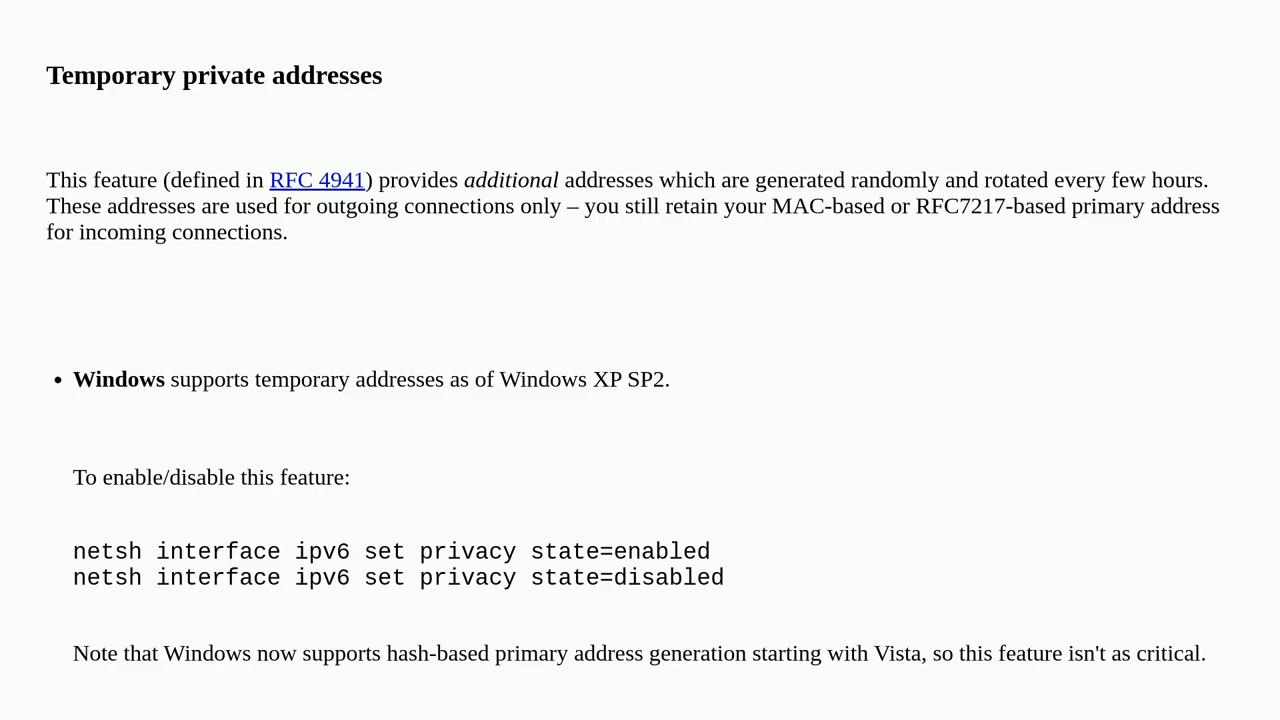 Temporary private addresses
This feature (defined in RFC 4941) provides additional addresses which are generated randomly and rotated every few hours.
These addresses are used for outgoing connections only – you still retain your MAC-based or RFC7217-based primary address
for incoming connections.
• Windows supports temporary addresses as of Windows XP SP2.
To enable/disable this feature:
netsh interface ipv6 set privacy state=enabled
netsh interface ipv6 set privacy state=disabled
Note that Windows now supports hash-based primary address generation starting with Vista, so this feature isn't as critical.